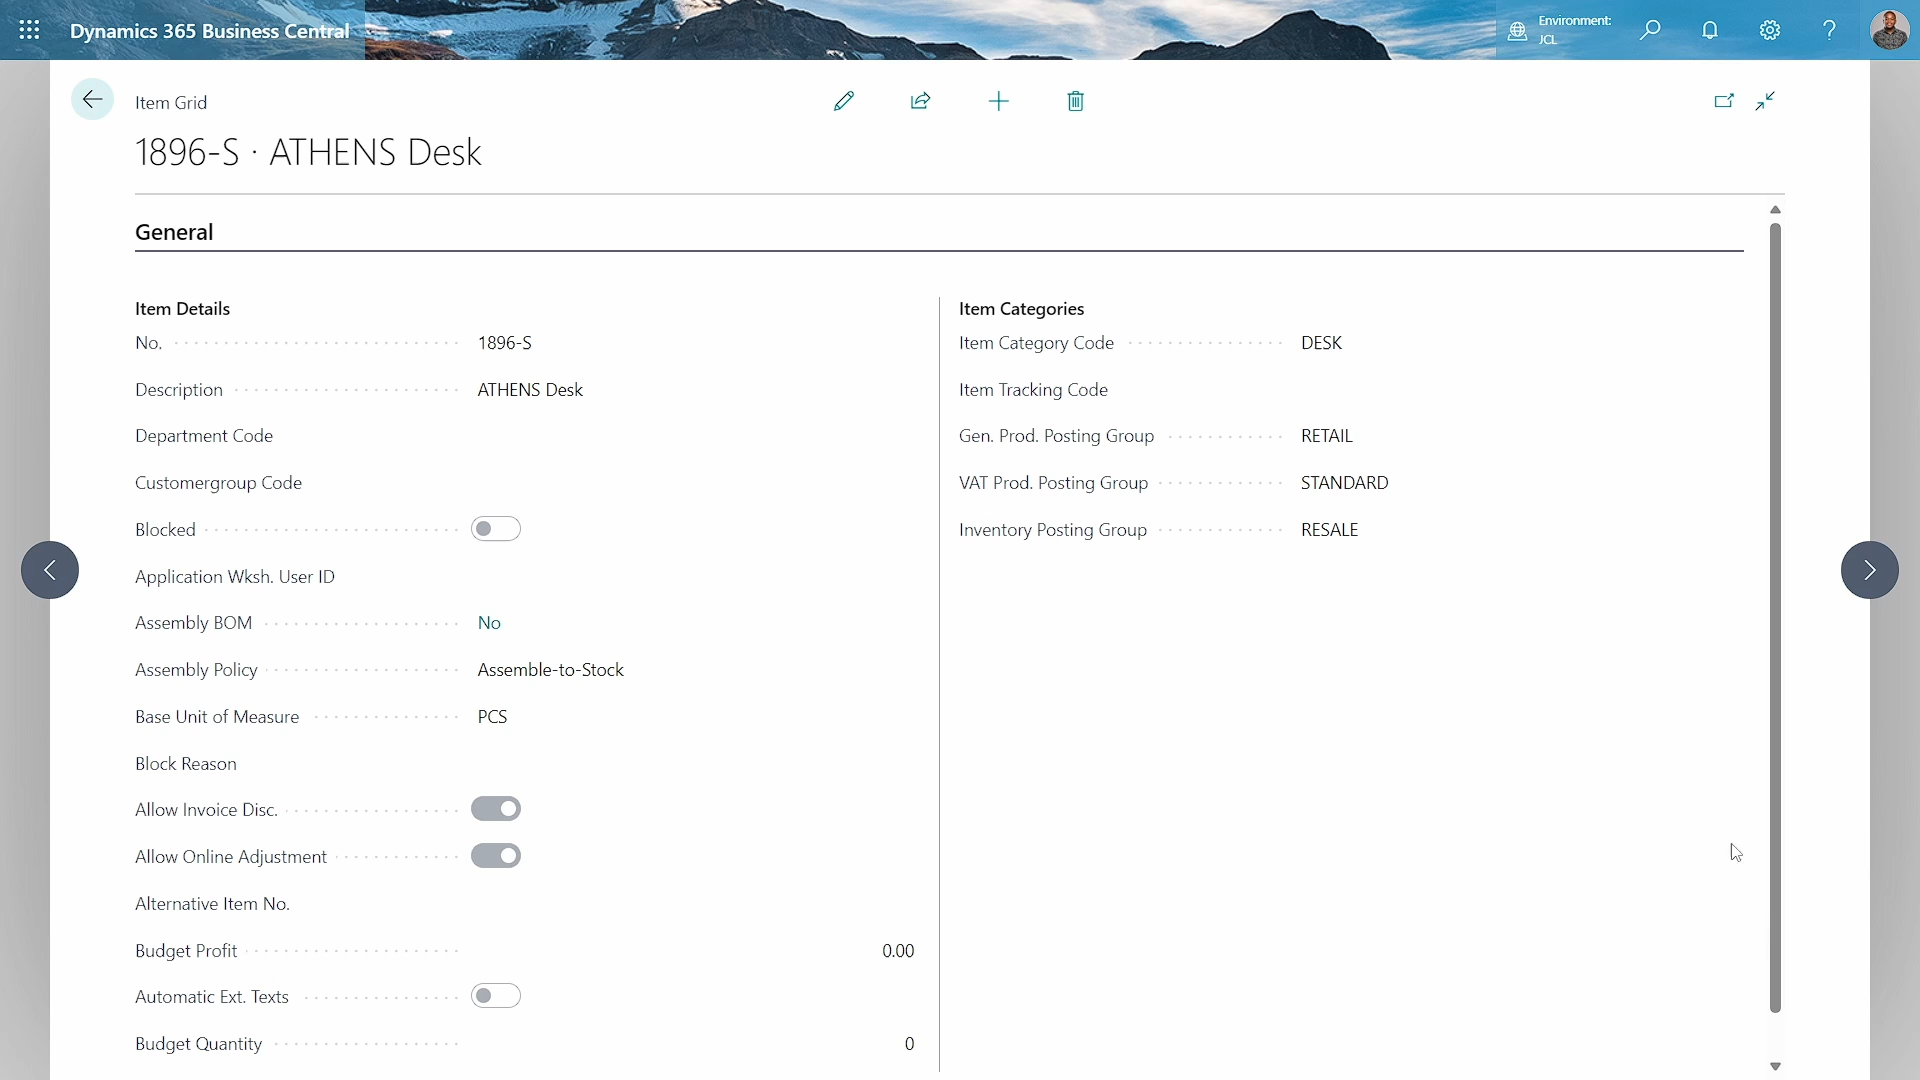 Dynamics 365 Business Central
Environment:
JCL
Item Grid
1896-S · ATHENS Desk
General
Item Details
No. 1896-S
Description ATHENS Desk
Department Code
Customergroup Code
Blocked
Application Wksh. User ID
Assembly BOM No
Assembly Policy Assemble-to-Stock
Base Unit of Measure PCS
Block Reason
Allow Invoice Disc.
Allow Online Adjustment
Alternative Item No.
Budget Profit 0.00
Automatic Ext. Texts
Budget Quantity 0
Item Categories
Item Category Code DESK
Item Tracking Code
Gen. Prod. Posting Group RETAIL
VAT Prod. Posting Group STANDARD
Inventory Posting Group RESALE